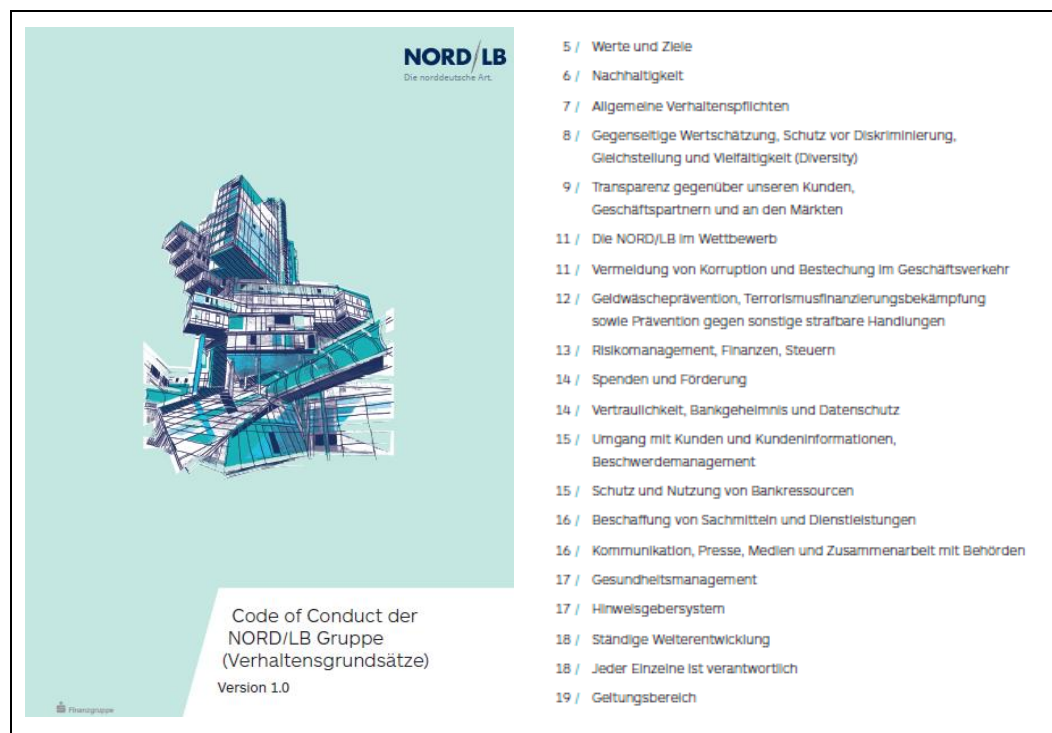 NORD/LB
Die norddeutsche Art.
Code of Conduct der
NORD/LB Gruppe
(Verhaltensgrundsätze)
Version 1.0
Finanzgruppe
5 / Werte und Ziele
6 / Nachhaltigkeit
7 / Allgemeine Verhaltenspflichten
8 / Gegenseitige Wertschätzung, Schutz vor Diskriminierung,
Gleichstellung und Vielfältigkeit (Diversity)
9 / Transparenz gegenüber unseren Kunden,
Geschäftspartnern und an den Märkten
11 / Die NORD/LB im Wettbewerb
11 / Vermeidung von Korruption und Bestechung im Geschäftsverkehr
12 / Geldwäscheprävention, Terrorismusfinanzierungsbekämpfung
sowie Prävention gegen sonstige strafbare Handlungen
13 / Risikomanagement, Finanzen, Steuern
14 / Spenden und Förderung
14 / Vertraulichkeit, Bankgeheimnis und Datenschutz
15 / Umgang mit Kunden und Kundeninformationen,
Beschwerdemanagement
15 / Schutz und Nutzung von Bankressourcen
16 / Beschaffung von Sachmitteln und Dienstleistungen
16 / Kommunikation, Presse, Medien und Zusammenarbeit mit Behörden
17 / Gesundheitsmanagement
17 / Hinweisgebersystem
18 / Ständige Weiterentwicklung
18 / Jeder Einzelne ist verantwortlich
19 / Geltungsbereich